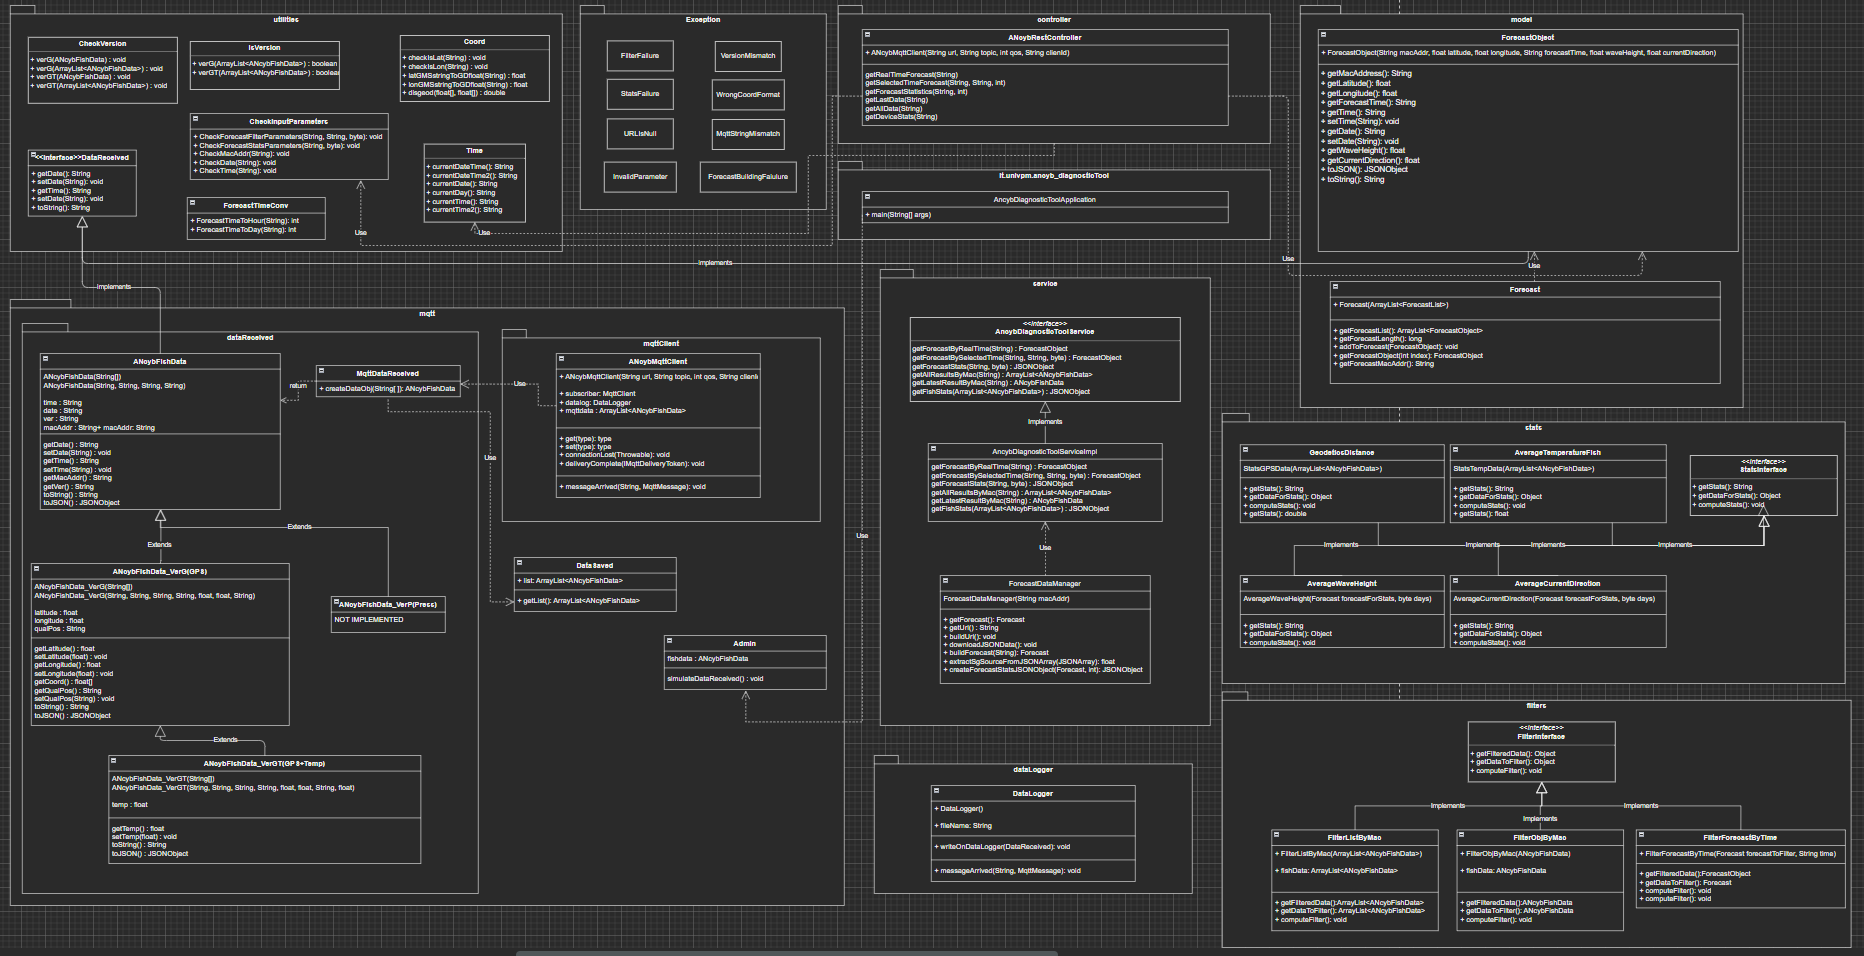 utilities
CheckVersion
+ verG(ANcybFishData) : void
+ verG(ArrayList<ANcybFishData>) : void
+ verGT(ANcybFishData) : void
+ verGT(ArrayList<ANcybFishData>) : void
isVersion
+ verG(ArrayList<ANcybFishData>) : boolean
+ verGT(ArrayList<ANcybFishData>) : boolean
Coord
+ checkIsLat(String) : void
+ checkIsLon(String) : void
+ latGMSstringToGDfloat(String) : float
+ lonGMSstringToGDfloat(String) : float
+ disgeod(float[], float[]) : double
CheckInputParameters
+ CheckForecastFilterParameters(String, String, byte): void
+ CheckForecastStatsParameters(String, byte): void
+ CheckMacAddr(String): void
+ CheckDate(String): void
+ CheckTime(String): void
<<Interface>>DataReceived
+ getDate(): String
+ setDate(String): void
+ getTime(): String
+ setDate(String): void
+ toString(): String
Time
+ currentDateTime(): String
+ currentDateTime2(): String
+ currentDate(): String
+ currentDay(): String
+ currentTime(): String
+ currentTime2(): String
ForecastTimeConv
+ ForecastTimeToHour(String): int
+ ForecastTimeToDay(String): int
Use
Use
Implements
Implements
Exception
FilterFailure
VersionMismatch
StatsFailure
WrongCoordFormat
URLIsNull
MqttStringMismatch
InvalidParameter
ForecastBuildingFalulure
controller
ANcybRestController
+ ANcybMqttClient(String url, String topic, int qos, String clientId)
getRealTimeForecast(String)
getSelectedTimeForecast(String, String, int)
getForecastStatistics(String, int)
getLastData(String)
getAllData(String)
getDeviceStats(String)
it.univpm.ancyb_diagnosticTool
AncybDiagnosticToolApplication
+ main(String[] args)
model
ForecastObject
+ ForecastObject(String macAddr, float latitude, float longitude, String forecastTime, float waveHeight, float currentDirection)
+ getMacAddress(): String
+ getLatitude(): float
+ getLongitude(): float
+ getForecastTime(): String
+ getTime(): String
+ setTime(String): void
+ getDate(): String
+ setDate(String): void
+ getWaveHeight(): float
+ getCurrentDirection(): float
+ toJSON(): JSONObject
+ toString(): String
Use
Use
Forecast
+ Forecast(ArrayList<ForecastList>)
+ getForecastList(): ArrayList<ForecastObject>
+ getForecastLength(): long
+ addToForecast(ForecastObject): void
+ getForecastObject(int index): ForecastObject
+ getForecastMacAddr(): String
mqtt
dataReceived
ANcybFishData
ANcybFishData(String[])
ANcybFishData(String, String, String, String)
time : String
date : String
ver : String
macAddr : String+ macAddr: String
getDate() : String
setDate(String) : void
getTime() : String
setTime(String) : void
getMacAddr() : String
getVer() : String
toString() : String
toJSON() : JSONObject
return
MqttDataReceived
+ createDataObj(String[ ]): ANcybFishData
Use
Extends
Extends
ANcybFishData_VerG(GPS)
ANcybFishData_VerG(String[])
ANcybFishData_VerG(String, String, String, String, float, float, String)
latitude : float
longitude : float
qualPos : String
getLatitude() : float
setLatitude(float) : void
getLongitude() : float
setLongitude(float) : void
getCoord() : float[]
getQualPos() : String
setQualPos(String) : void
toString() : String
toJSON() : JSONObject
ANcybFishData_VerP(Press)
NOT IMPLEMENTED
Extends
ANcybFishData_VerGT(GPS+Temp)
ANcybFishData_VerGT(String[])
ANcybFishData_VerGT(String, String, String, String, float, float, String, float)
temp : float
getTemp() : float
setTemp(float) : void
toString() : String
toJSON() : JSONObject
mqttClient
ANcybMqttClient
+ ANcybMqttClient(String url, String topic, int qos, String clientI
+ subscriber: MqttClient
+ datalog: DataLogger
+ mqttdata : ArrayList<ANcybFishData>
+ get(type): type
+ set(type): type
+ connectionLost(Throwable): void
+ deliveryComplete(IMqttDeliveryToken): void
+ messageArrived(String, MqttMessage): void
Use
DataSaved
+ list: ArrayList<ANcybFishData>
+ getList(): ArrayList<ANcybFishData>
Admin
fishdata : ANcybFishData
simulateDataReceived() : void
Use
service
<<Interface>>
AncybDiagnosticToolService
getForecastByRealTime(String) : ForecastObject
getForecastBySelectedTime(String, String, byte) : ForecastObject
getForecastStats(String, byte) : JSONObject
getAllResultsByMac(String) : ArrayList<ANcybFishData>
getLatestResultByMac(String) : ANcybFishData
getFishStats(ArrayList<ANcybFishData>) : JSONObject
Implements
AncybDiagnosticToolServiceImpl
getForecastByRealTime(String) : ForecastObject
getForecastBySelectedTime(String, String, byte) : ForecastObject
getForecastStats(String, byte) : JSONObject
getAllResultsByMac(String) : ArrayList<ANcybFishData>
getLatestResultByMac(String) : ANcybFishData
getFishStats(ArrayList<ANcybFishData>) : JSONObject
Use
ForecastDataManager
ForecastDataManager(String macAddr)
+ getForecast(): Forecast
+ getUrl() : String
+ buildUrl(): void
+ downloadJSONData(): void
+ buildForecast(String): Forecast
+ extractSgSourceFromJSONArray(JSONArray): float
+ createForecastStatsJSONObject(Forecast, int): JSONObject
dataLogger
DataLogger
+ DataLogger()
+ fileName: String
+ writeOnDataLogger(DataReceived): void
+ messageArrived(String, MqttMessage): void
stats
GeodeticDistance
StatsGPSData(ArrayList<ANcybFishData>)
+ getStats(): String
+ getDataForStats(): Object
+ computeStats(): void
+ getStats(): double
AverageTemperatureFish
StatsTempData(ArrayList<ANcybFishData>)
+ getStats(): String
+ getDataForStats(): Object
+ computeStats(): void
+ getStats(): float
<<Interface>>
StatsInterface
+ getStats(): String
+ getDataForStats(): Object
+ computeStats(): void
Implements
Implements
Implements
Implements
AverageWaveHeight
AverageWaveHeight(Forecast forecastForStats, byte days)
+ getStats(): String
+ getDataForStats(): Object
+ computeStats(): void
AverageCurrentDirection
AverageCurrentDirection(Forecast forecastForStats, byte days)
+ getStats(): String
+ getDataForStats(): Object
+ computeStats(): void
filters
<<Interface>>
FilterInterface
+ getFilteredData(): Object
+ getDataToFilter(): Object
+ computeFilter(): void
Implements
Implements
Implements
FilterListByMac
+ FilterListByMac(ArrayList<ANcybFishData>)
+ fishData: ArrayList<ANcybFishData>
+ getFilteredData():ArrayList<ANcybFishData>
+ getDataToFilter(): ArrayList<ANcybFishData>
+ computeFilter(): void
FilterObjByMac
+ FilterObjByMac(ANcybFishData)
+ fishData: ANcybFishData
+ getFilteredData():ANcybFishData
+ getDataToFilter(): ANcybFishData
+ computeFilter(): void
FilterForecastByTime
+ FilterForecastByTime(Forecast forecastToFilter, String time)
+ getFilteredData():ForecastObject
+ getDataToFilter(): Forecast
+ computeFilter(): void
+ computeFilter(): void